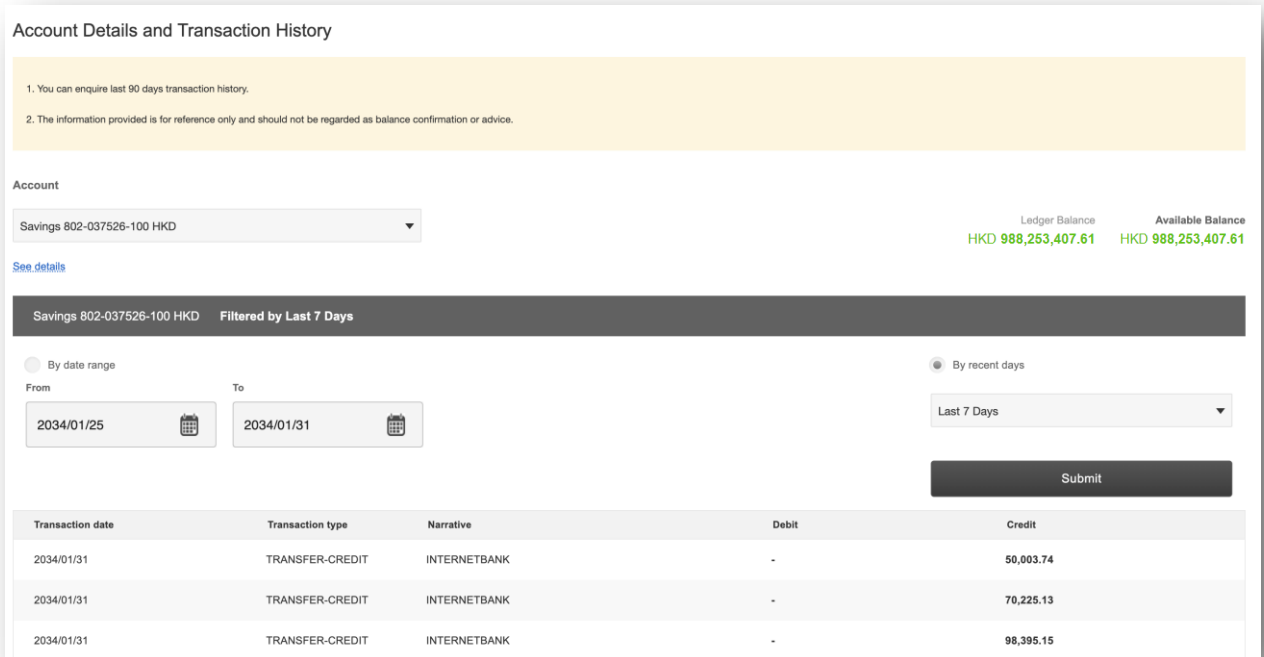 Account Details and Transaction History
1. You can enquire last 90 days transaction history.
2. The information provided is for reference only and should not be regarded as balance confirmation or advice.
Account
Savings 802-037526-100 HKD
Ledger Balance Available Balance
HKD 988,253,407.61 HKD 988,253,407.61
See details
Savings 802-037526-100 HKD Filtered by Last 7 Days
By date range By recent days
From To
2034/01/25 2034/01/31 Last 7 Days
Submit
Transaction date Transaction type Narrative Debit Credit
2034/01/31 TRANSFER-CREDIT INTERNETBANK - 50,003.74
2034/01/31 TRANSFER-CREDIT INTERNETBANK - 70,225.13
2034/01/31 TRANSFER-CREDIT INTERNETBANK - 98,395.15